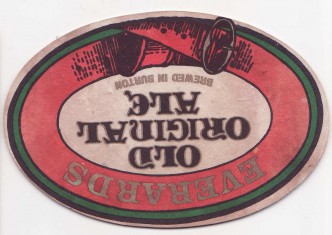 EVERARDS
OLD
ORIGINAL
ALE
BREWED IN BURTON